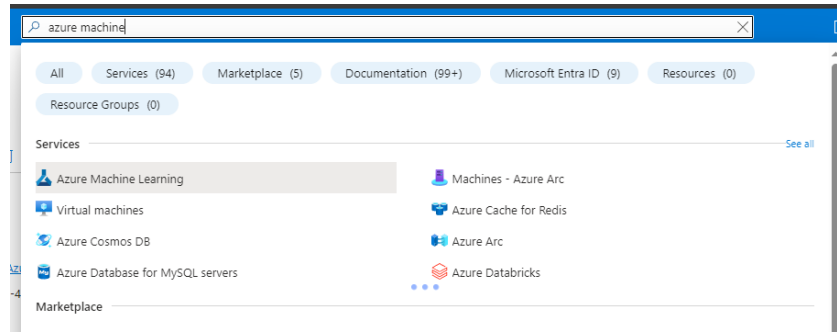 azure machine
All Services (94) Marketplace (5) Documentation (99+) Microsoft Entra ID (9) Resources (0)
Resource Groups (0)
Services See all
Azure Machine Learning Machines - Azure Arc
Virtual machines Azure Cache for Redis
Azure Cosmos DB Azure Arc
Az Azure Database for MySQL servers Azure Databricks
-4
Marketplace